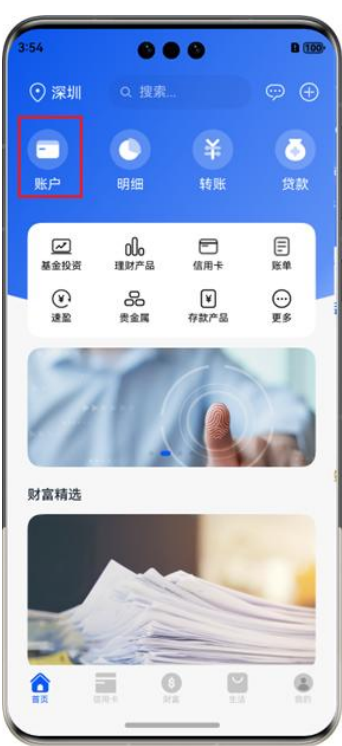 3:54
100
深圳
搜索...
账户 明细 转账 贷款
基金投资 理财产品 信用卡 账单
速盈 贵金属 存款产品 更多
财富精选
首页 信用卡 财富 生活 我的